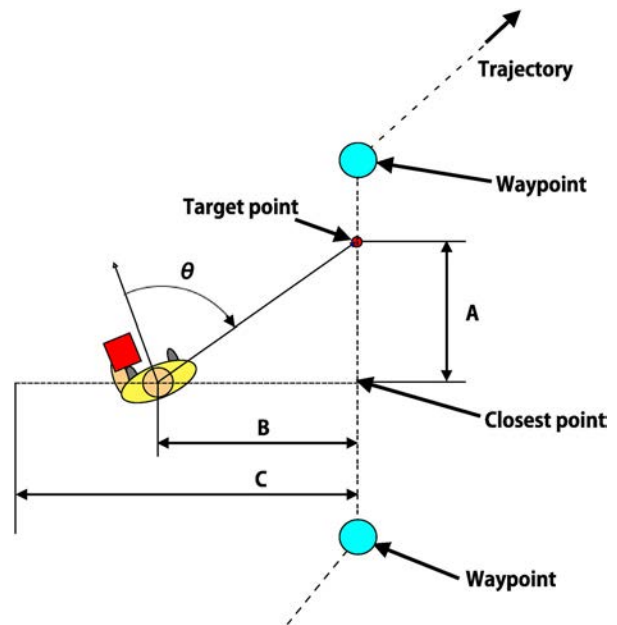 Trajectory
Waypoint
Target point
θ
A
Closest point
B
C
Waypoint